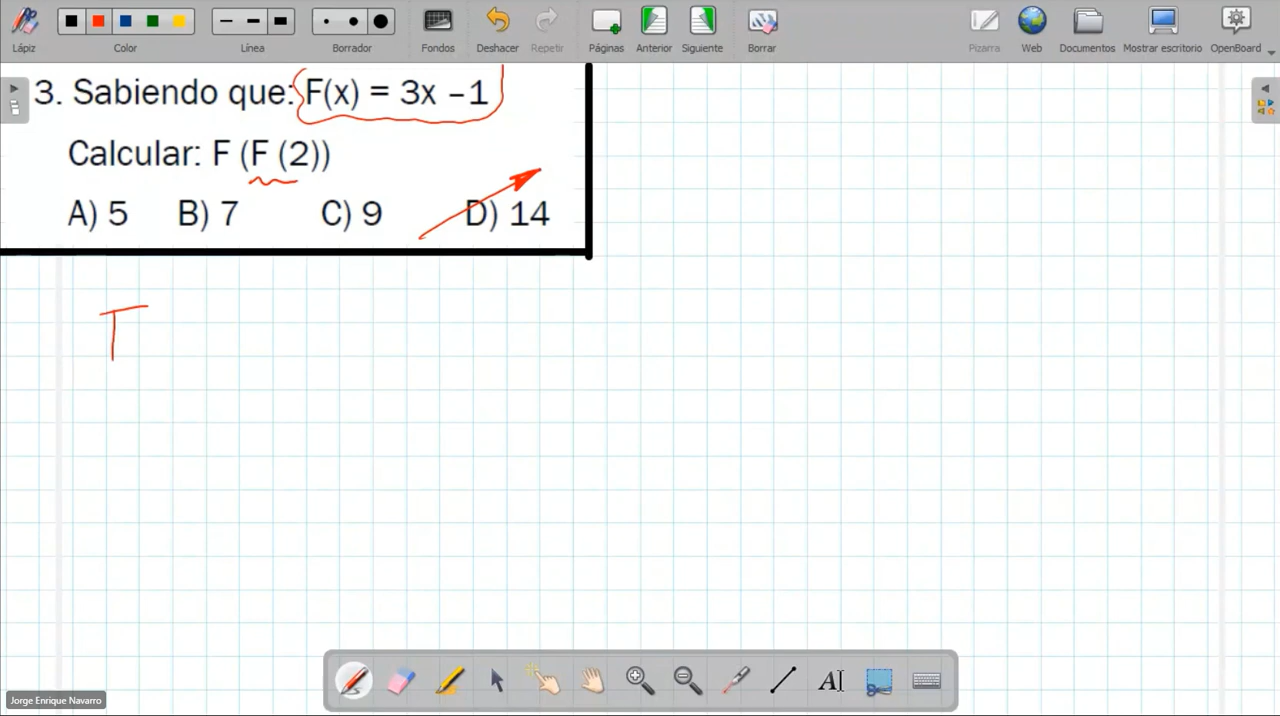 Lápiz
Color
Línea
Borrador
Fondos
Deshacer
Repetir
Páginas
Anterior
Siguiente
Borrar
Pizarra
Web
Documentos
Mostrar escritorio
OpenBoard
3. Sabiendo que: F(x) = 3x – 1
Calcular: F (F (2))
A) 5 B) 7 C) 9 D) 14
Jorge Enrique Navarro